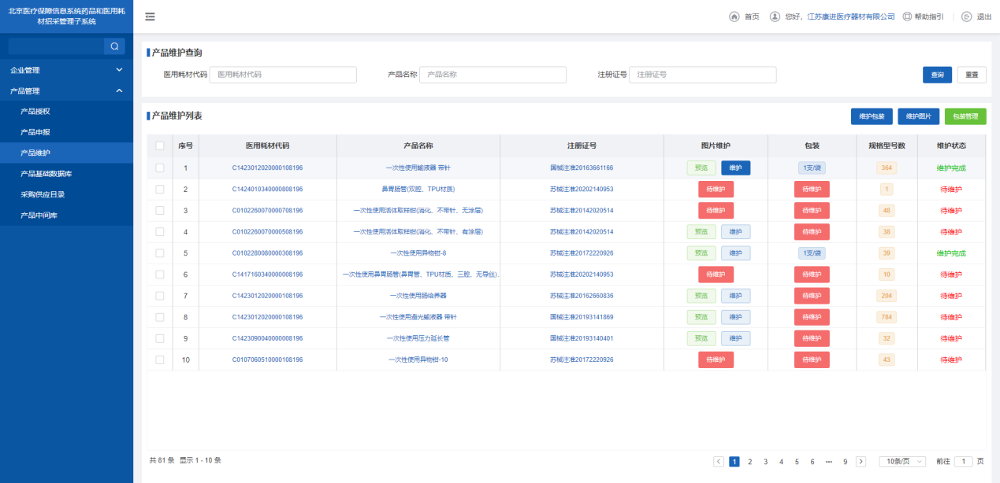 北京医疗保障信息系统药品和医用耗
材招采管理子系统
首页 您好，江苏康进医疗器材有限公司 帮助指引 退出
企业管理
产品管理
产品授权
产品申报
产品维护
产品基础数据库
采购供应目录
产品中间库
产品维护查询
医用耗材代码 医用耗材代码 产品名称 产品名称 注册证号 注册证号 查询 重置
产品维护列表 维护包装 维护图片 包装管理
序号 医用耗材代码 产品名称 注册证号 图片维护 包装 规格型号数 维护状态
1 C1423012020000108196 一次性使用输液器 带针 国械注准20163661166 预览 维护 1支/袋 364 维护完成
2 C1424010340000808196 鼻胃肠管(双腔、TPU材质) 苏械注准20202140953 待维护 待维护 1 待维护
3 C0102260070000708196 一次性使用活体取样钳(消化、不带针、无涂层) 苏械注准20142020514 待维护 待维护 48 待维护
4 C0102260070000508196 一次性使用活体取样钳(消化、不带针、有涂层) 苏械注准20142020514 预览 维护 待维护 38 待维护
5 C0102280080000308196 一次性使用异物钳-8 苏械注准20172220926 预览 维护 1支/袋 39 维护完成
6 C1417160340000008196 一次性使用鼻胃肠管(鼻胃管、TPU材质、三腔、无导丝). 苏械注准20202140953 待维护 待维护 10 待维护
7 C1423012020000108196 一次性使用肠给养器 苏械注准20162660836 预览 维护 待维护 204 待维护
8 C1423012020000108196 一次性使用避光输液器 带针 国械注准20193141869 预览 维护 待维护 784 待维护
9 C1423090040000008196 一次性使用压力延长管 国械注准20193140401 预览 维护 待维护 32 待维护
10 C0107060510000108196 一次性使用异物钳-10 苏械注准20172220926 待维护 待维护 43 待维护
共 81 条 显示 1 - 10 条 1 2 3 4 5 6 ··· 9 10条/页 前往 1 页